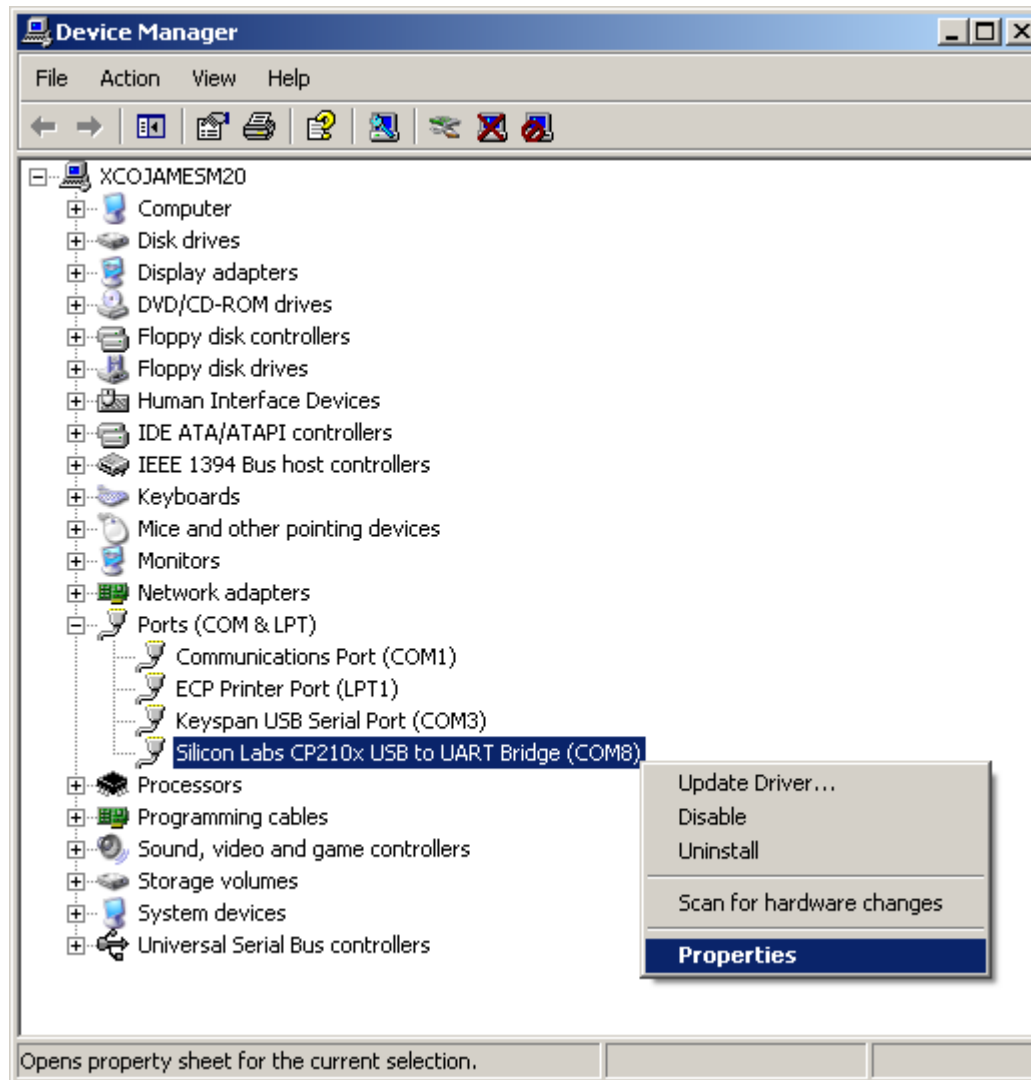 Device Manager
File Action View Help
XCOJAMESM20
Computer
Disk drives
Display adapters
DVD/CD-ROM drives
Floppy disk controllers
Floppy disk drives
Human Interface Devices
IDE ATA/ATAPI controllers
IEEE 1394 Bus host controllers
Keyboards
Mice and other pointing devices
Monitors
Network adapters
Ports (COM & LPT)
Communications Port (COM1)
ECP Printer Port (LPT1)
Keyspan USB Serial Port (COM3)
Silicon Labs CP210x USB to UART Bridge (COM8)
Processors
Programming cables
Sound, video and game controllers
Storage volumes
System devices
Universal Serial Bus controllers
Update Driver...
Disable
Uninstall
Scan for hardware changes
Properties
Opens property sheet for the current selection.